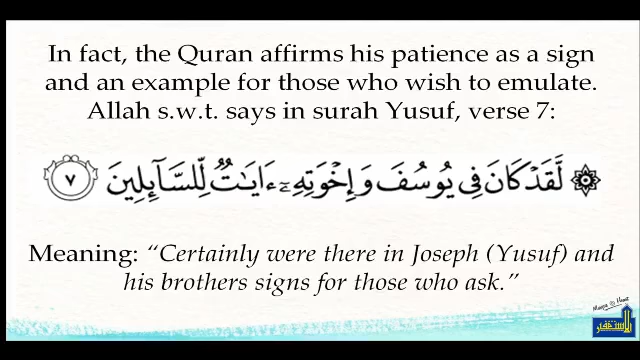 In fact, the Quran affirms his patience as a sign
and an example for those who wish to emulate.
Allah s.w.t. says in surah Yusuf, verse 7:
۞ لَّقَدْ كَانَ فِى يُوسُفَ وَإِخْوَتِهِۦٓ ءَايَـٰتٌ لِّلسَّآئِلِينَ ٧
Meaning: “Certainly were there in Joseph (Yusuf) and
his brothers signs for those who ask.”